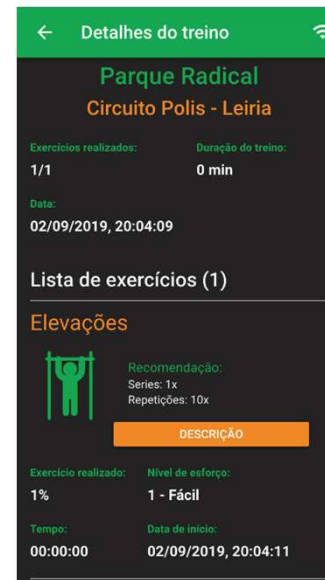 Detalhes do treino
Parque Radical
Circuito Polis - Leiria
Exercícios realizados: Duração do treino:
1/1 0 min
Data:
02/09/2019, 20:04:09
Lista de exercícios (1)
Elevações
Recomendação:
Series: 1x
Repetições: 10x
DESCRIÇÃO
Exercício realizado: Nível de esforço:
1% 1 - Fácil
Tempo: Data de início:
00:00:00 02/09/2019, 20:04:11